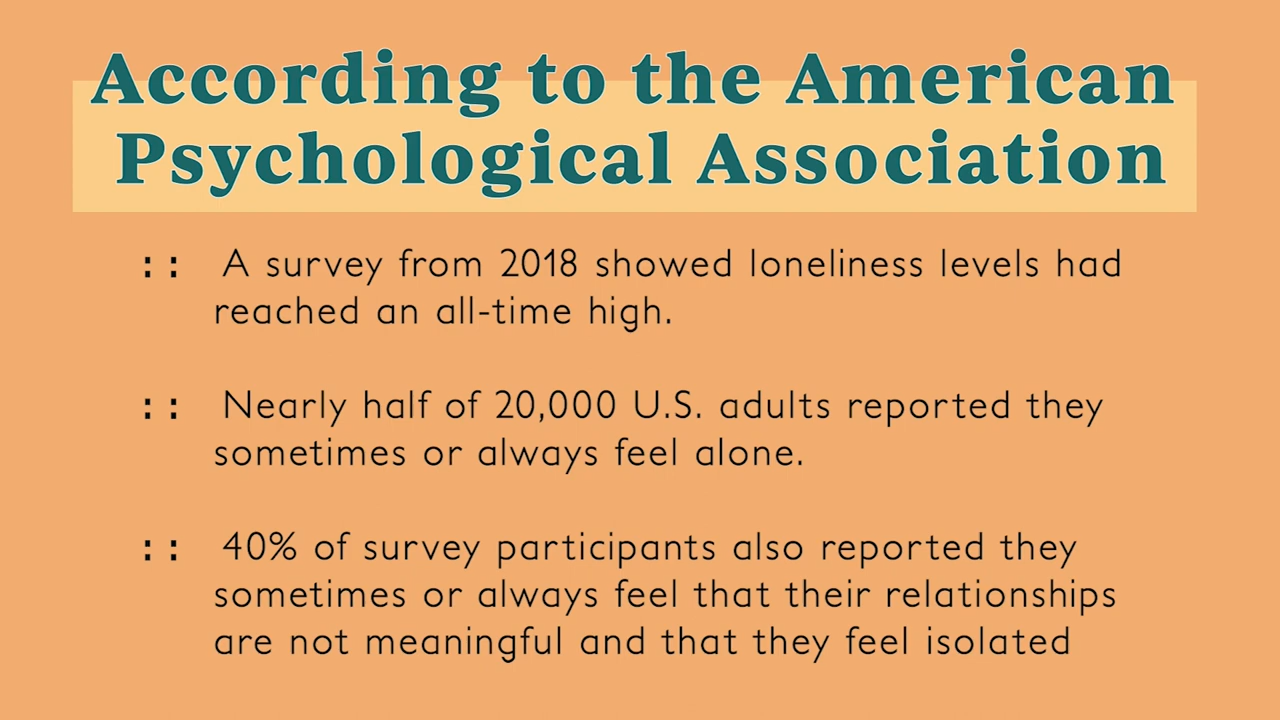 According to the American
Psychological Association
:: A survey from 2018 showed loneliness levels had
reached an all-time high.
:: Nearly half of 20,000 U.S. adults reported they
sometimes or always feel alone.
:: 40% of survey participants also reported they
sometimes or always feel that their relationships
are not meaningful and that they feel isolated